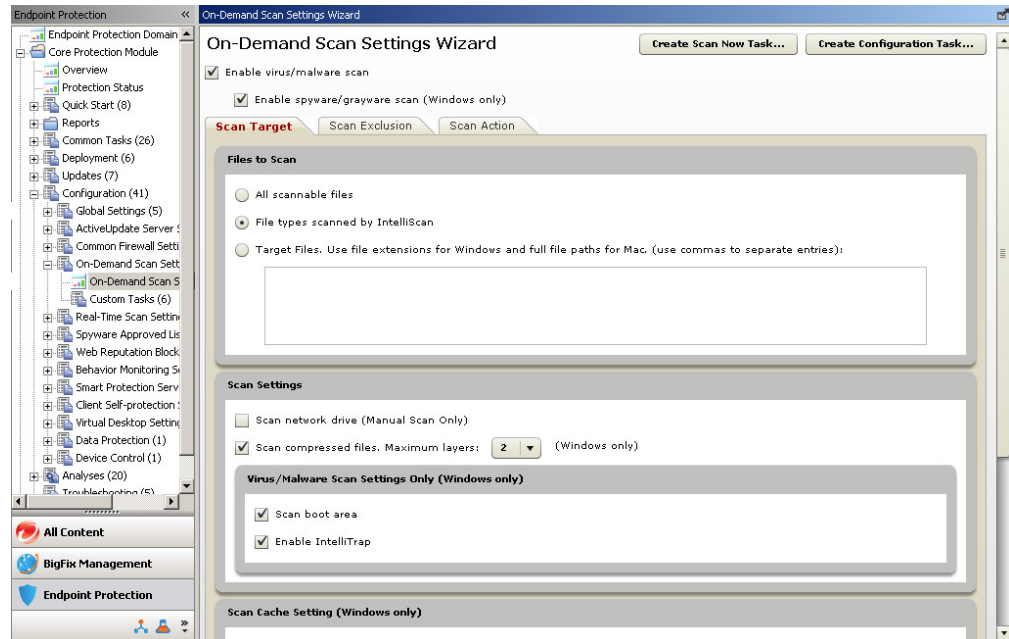 Endpoint Protection «
Endpoint Protection Domain
Core Protection Module
Overview
Protection Status
Quick Start (8)
Reports
Common Tasks (26)
Deployment (6)
Updates (7)
Configuration (41)
Global Settings (5)
ActiveUpdate Server S
Common Firewall Setti
On-Demand Scan Sett
On-Demand Scan S
Custom Tasks (6)
Real-Time Scan Settin
Spyware Approved Lis
Web Reputation Block
Behavior Monitoring S
Smart Protection Serv
Client Self-protection
Virtual Desktop Setting
Data Protection (1)
Device Control (1)
Analyses (20)
Troubleshooting (5)
All Content
BigFix Management
Endpoint Protection
On-Demand Scan Settings Wizard
On-Demand Scan Settings Wizard
Create Scan Now Task...
Create Configuration Task...
Enable virus/malware scan
Enable spyware/grayware scan (Windows only)
Scan Target
Scan Exclusion
Scan Action
Files to Scan
All scannable files
File types scanned by IntelliScan
Target Files. Use file extensions for Windows and full file paths for Mac. (use commas to separate entries):
Scan Settings
Scan network drive (Manual Scan Only)
Scan compressed files. Maximum layers: 2 (Windows only)
Virus/Malware Scan Settings Only (Windows only)
Scan boot area
Enable IntelliTrap
Scan Cache Setting (Windows only)